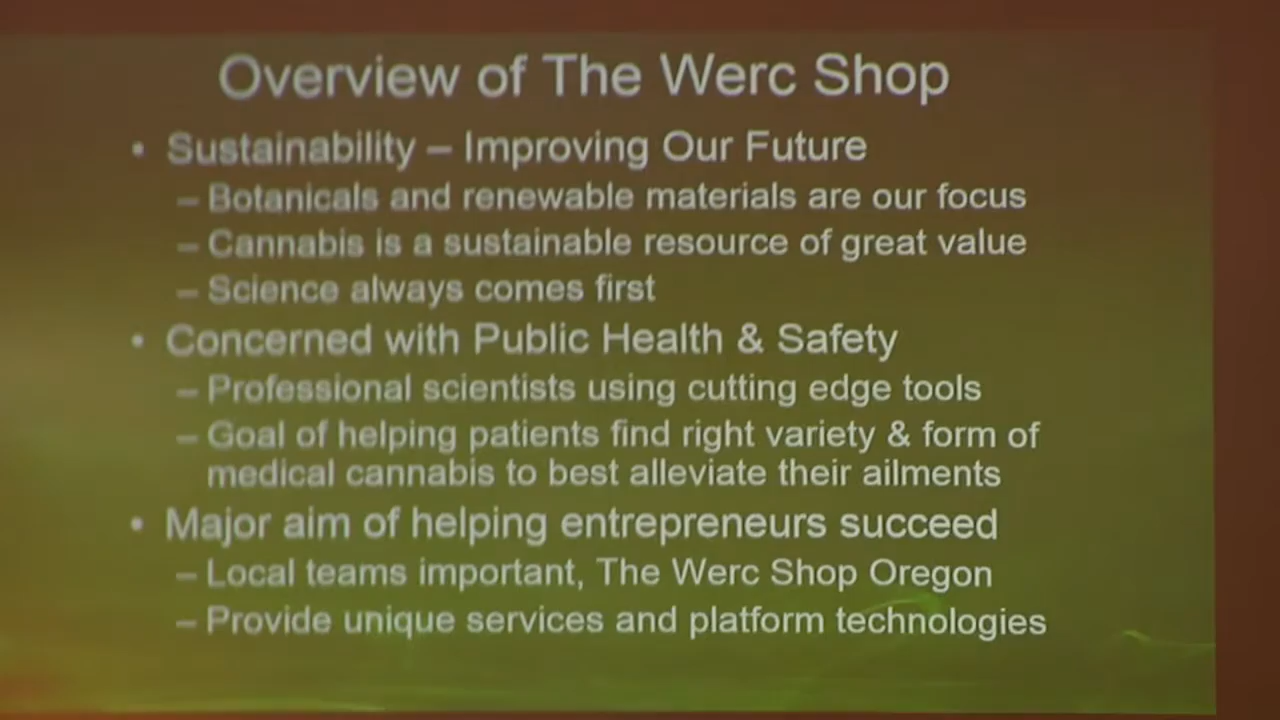 Overview of The Werc Shop
• Sustainability – Improving Our Future
– Botanicals and renewable materials are our focus
– Cannabis is a sustainable resource of great value
– Science always comes first
• Concerned with Public Health & Safety
– Professional scientists using cutting edge tools
– Goal of helping patients find right variety & form of
medical cannabis to best alleviate their ailments
• Major aim of helping entrepreneurs succeed
– Local teams important, The Werc Shop Oregon
– Provide unique services and platform technologies